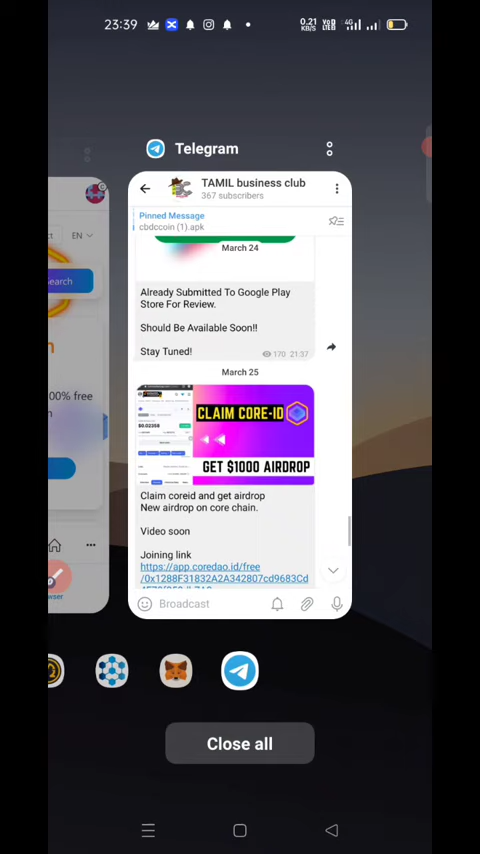 23:39
0.21
KB/S
4G
Telegram
TAMIL business club
367 subscribers
Pinned Message
cbdccoin (1).apk
March 24
Already Submitted To Google Play
Store For Review.
Should Be Available Soon!!
Stay Tuned!
170 21:37
March 25
CLAIM CORE-ID
$0.02358
GET $1000 AIRDROP
Claim coreid and get airdrop
New airdrop on core chain.
Video soon
Joining link
https://app.coredao.id/free
/0x1288F31832A2A342807cd9683Cd
Broadcast
EN
Search
00% free
Close all